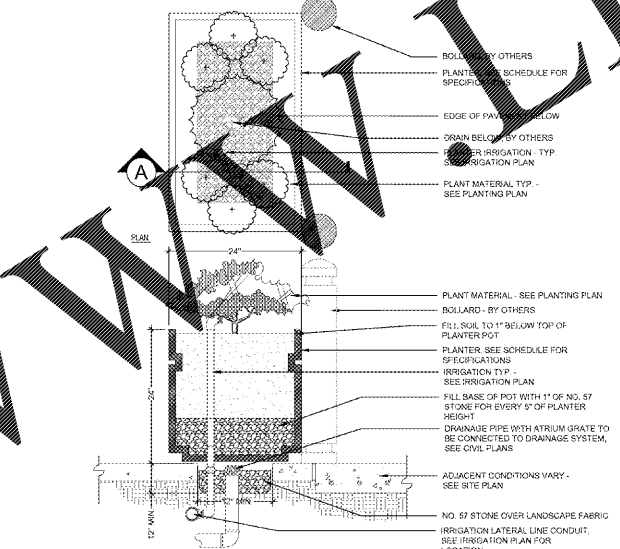 BOLLARD, BY OTHERS
PLANTER, SEE SCHEDULE FOR
SPECIFICATIONS
EDGE OF PAVEMENT BELOW
DRAIN BELOW, BY OTHERS
PLANTER IRRIGATION - TYP.
SEE IRRIGATION PLAN
A
PLANT MATERIAL TYP. -
SEE PLANTING PLAN
PLAN
24"
PLANT MATERIAL - SEE PLANTING PLAN
BOLLARD - BY OTHERS
FILL SOIL TO 1" BELOW TOP OF
PLANTER POT
PLANTER, SEE SCHEDULE FOR
SPECIFICATIONS
IRRIGATION TYP. -
SEE IRRIGATION PLAN
24"
FILL BASE OF POT WITH 1" OF NO. 57
STONE FOR EVERY 5" OF PLANTER
HEIGHT
DRAINAGE PIPE WITH ATRIUM GRATE TO
BE CONNECTED TO DRAINAGE SYSTEM,
SEE CIVIL PLANS
ADJACENT CONDITIONS VARY -
SEE SITE PLAN
12" MIN.
12" MIN.
NO. 57 STONE OVER LANDSCAPE FABRIC
IRRIGATION LATERAL LINE CONDUIT,
SEE IRRIGATION PLAN FOR
LOCATION
WWW.L